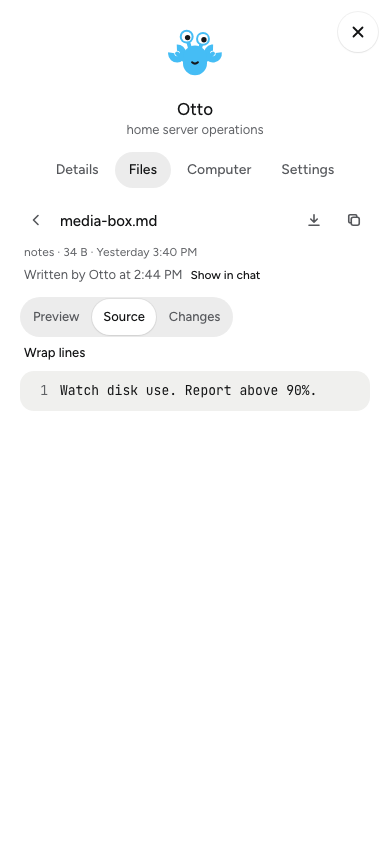 Otto
home server operations
Details Files Computer Settings
media-box.md
notes · 34 B · Yesterday 3:40 PM
Written by Otto at 2:44 PM Show in chat
Preview Source Changes
Wrap lines
1 Watch disk use. Report above 90%.